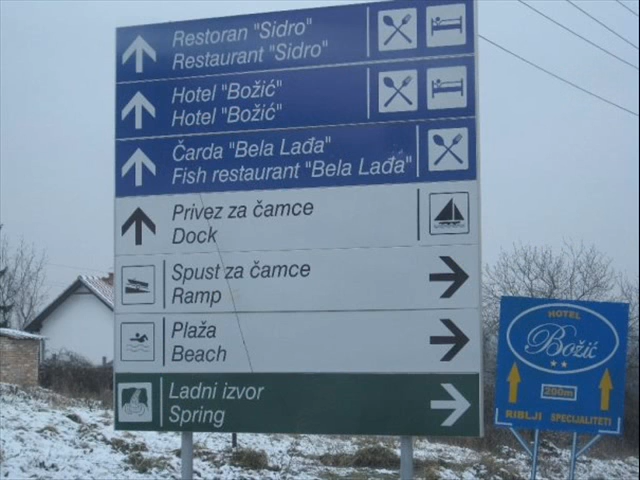 Restoran "Sidro"
Restaurant "Sidro"
Hotel "Božić"
Hotel "Božić"
Čarda "Bela Lađa"
Fish restaurant "Bela Lađa"
Privez za čamce
Dock
Spust za čamce
Ramp
Plaža
Beach
Ladni izvor
Spring
HOTEL
Božić
200m
RIBLJI SPECIJALITETI